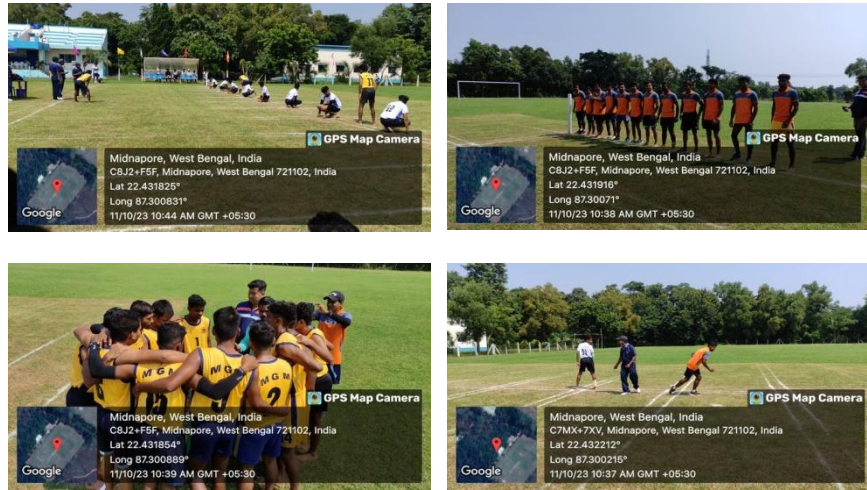 GPS Map Camera
Midnapore, West Bengal, India
C8J2+F5F, Midnapore, West Bengal 721102, India
Lat 22.431825°
Long 87.300831°
11/10/23 10:44 AM GMT +05:30
Google
GPS Map Camera
Midnapore, West Bengal, India
C8J2+F5F, Midnapore, West Bengal 721102, India
Lat 22.431916°
Long 87.30071°
11/10/23 10:38 AM GMT +05:30
Google
MGM
MGM
2
GPS Map Camera
Midnapore, West Bengal, India
C8J2+F5F, Midnapore, West Bengal 721102, India
Lat 22.431854°
Long 87.300889°
11/10/23 10:39 AM GMT +05:30
Google
GPS Map Camera
Midnapore, West Bengal, India
C7MX+7XV, Midnapore, West Bengal 721102, India
Lat 22.432212°
Long 87.300215°
11/10/23 10:37 AM GMT +05:30
Google